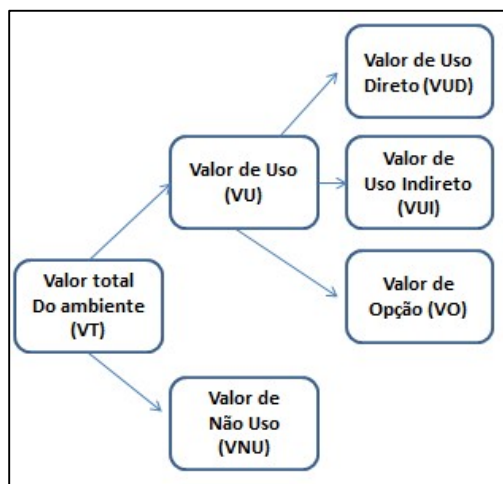 Valor de Uso
Direto (VUD)
Valor de Uso
(VU)
Valor de
Uso Indireto
(VUI)
Valor total
Do ambiente
(VT)
Valor de
Opção (VO)
Valor de
Não Uso
(VNU)